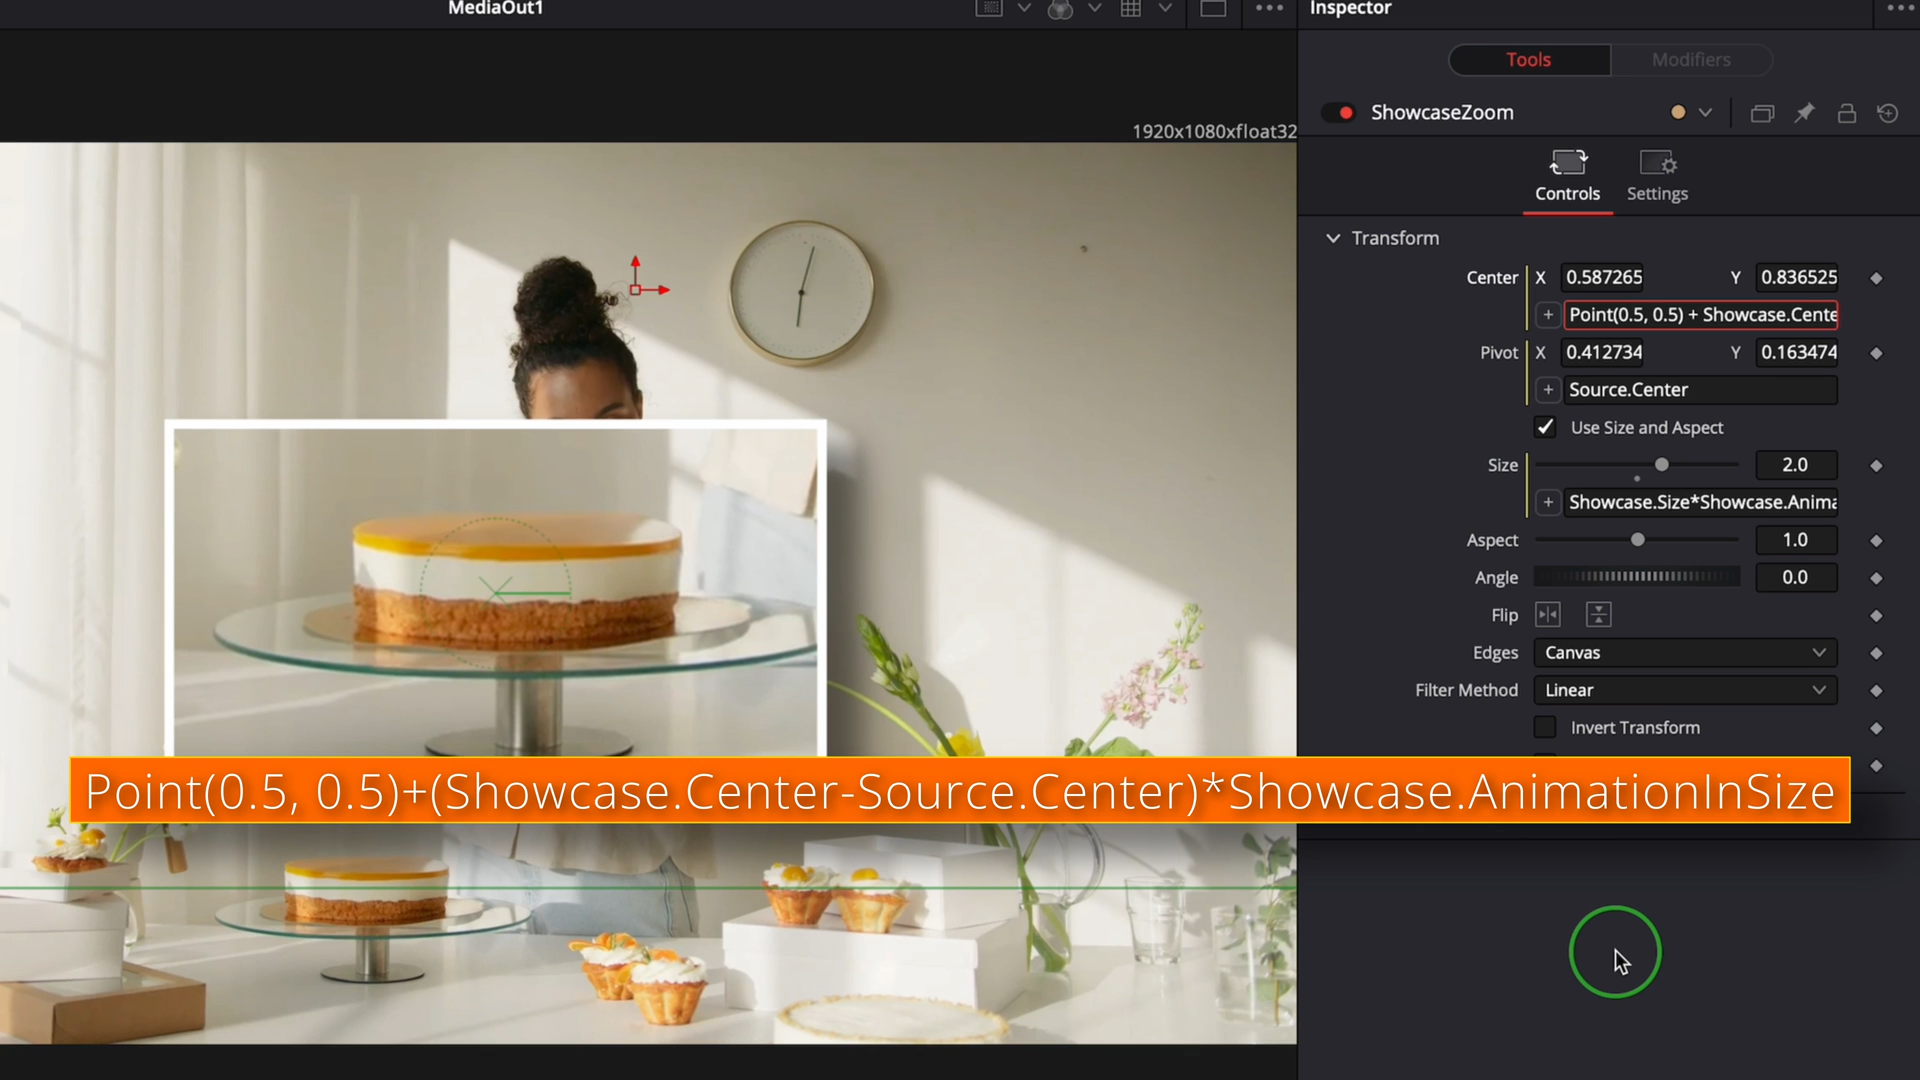 MediaOut1
Inspector
Tools
Modifiers
1920x1080xfloat32
ShowcaseZoom
Controls
Settings
Transform
Center X 0.587265 Y 0.836525
+ Point(0.5, 0.5) + Showcase.Cente
Pivot X 0.412734 Y 0.163474
+ Source.Center
Use Size and Aspect
Size 2.0
+ Showcase.Size*Showcase.Anima
Aspect 1.0
Angle 0.0
Flip
Edges Canvas
Filter Method Linear
Invert Transform
Point(0.5, 0.5)+(Showcase.Center-Source.Center)*Showcase.AnimationInSize